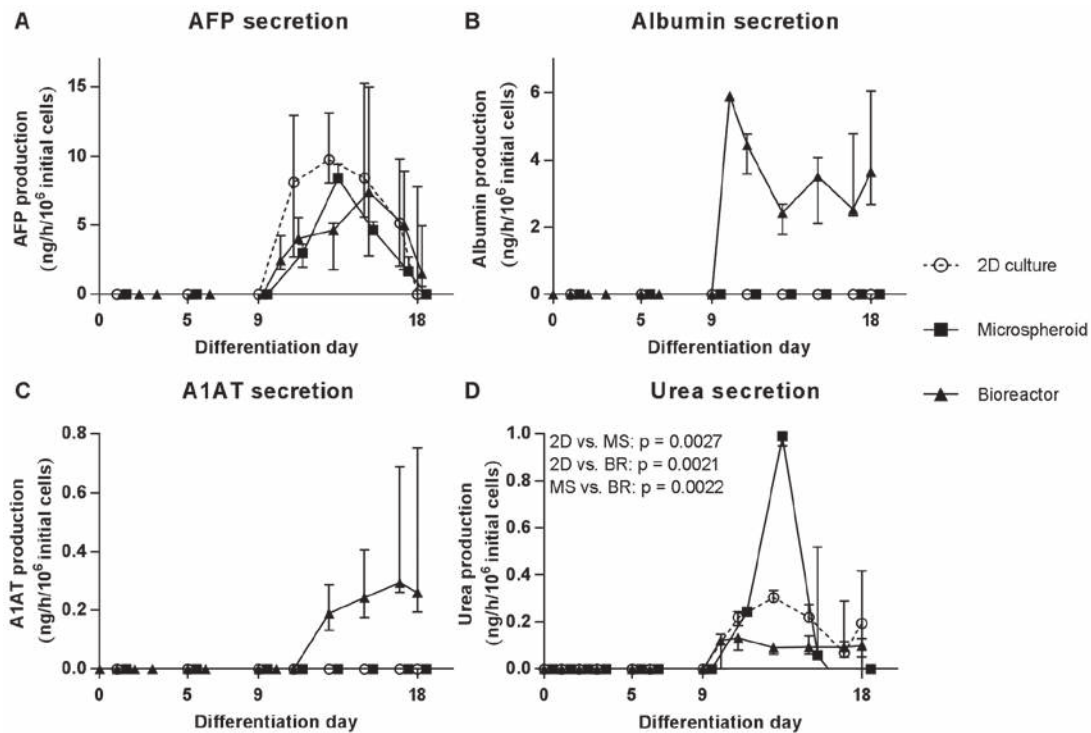 A
AFP secretion
AFP production
(ng/h/10⁶ initial cells)
15
10
5
0
0 5 9 18
Differentiation day
B
Albumin secretion
Albumin production
(ng/h/10⁶ initial cells)
6
4
2
0
0 5 9 18
Differentiation day
2D culture
Microspheroid
Bioreactor
C
A1AT secretion
A1AT production
(ng/h/10⁶ initial cells)
0.8
0.6
0.4
0.2
0.0
0 5 9 18
Differentiation day
D
Urea secretion
2D vs. MS: p = 0.0027
2D vs. BR: p = 0.0021
MS vs. BR: p = 0.0022
Urea production
(ng/h/10⁶ initial cells)
1.0
0.8
0.6
0.4
0.2
0.0
0 5 9 18
Differentiation day